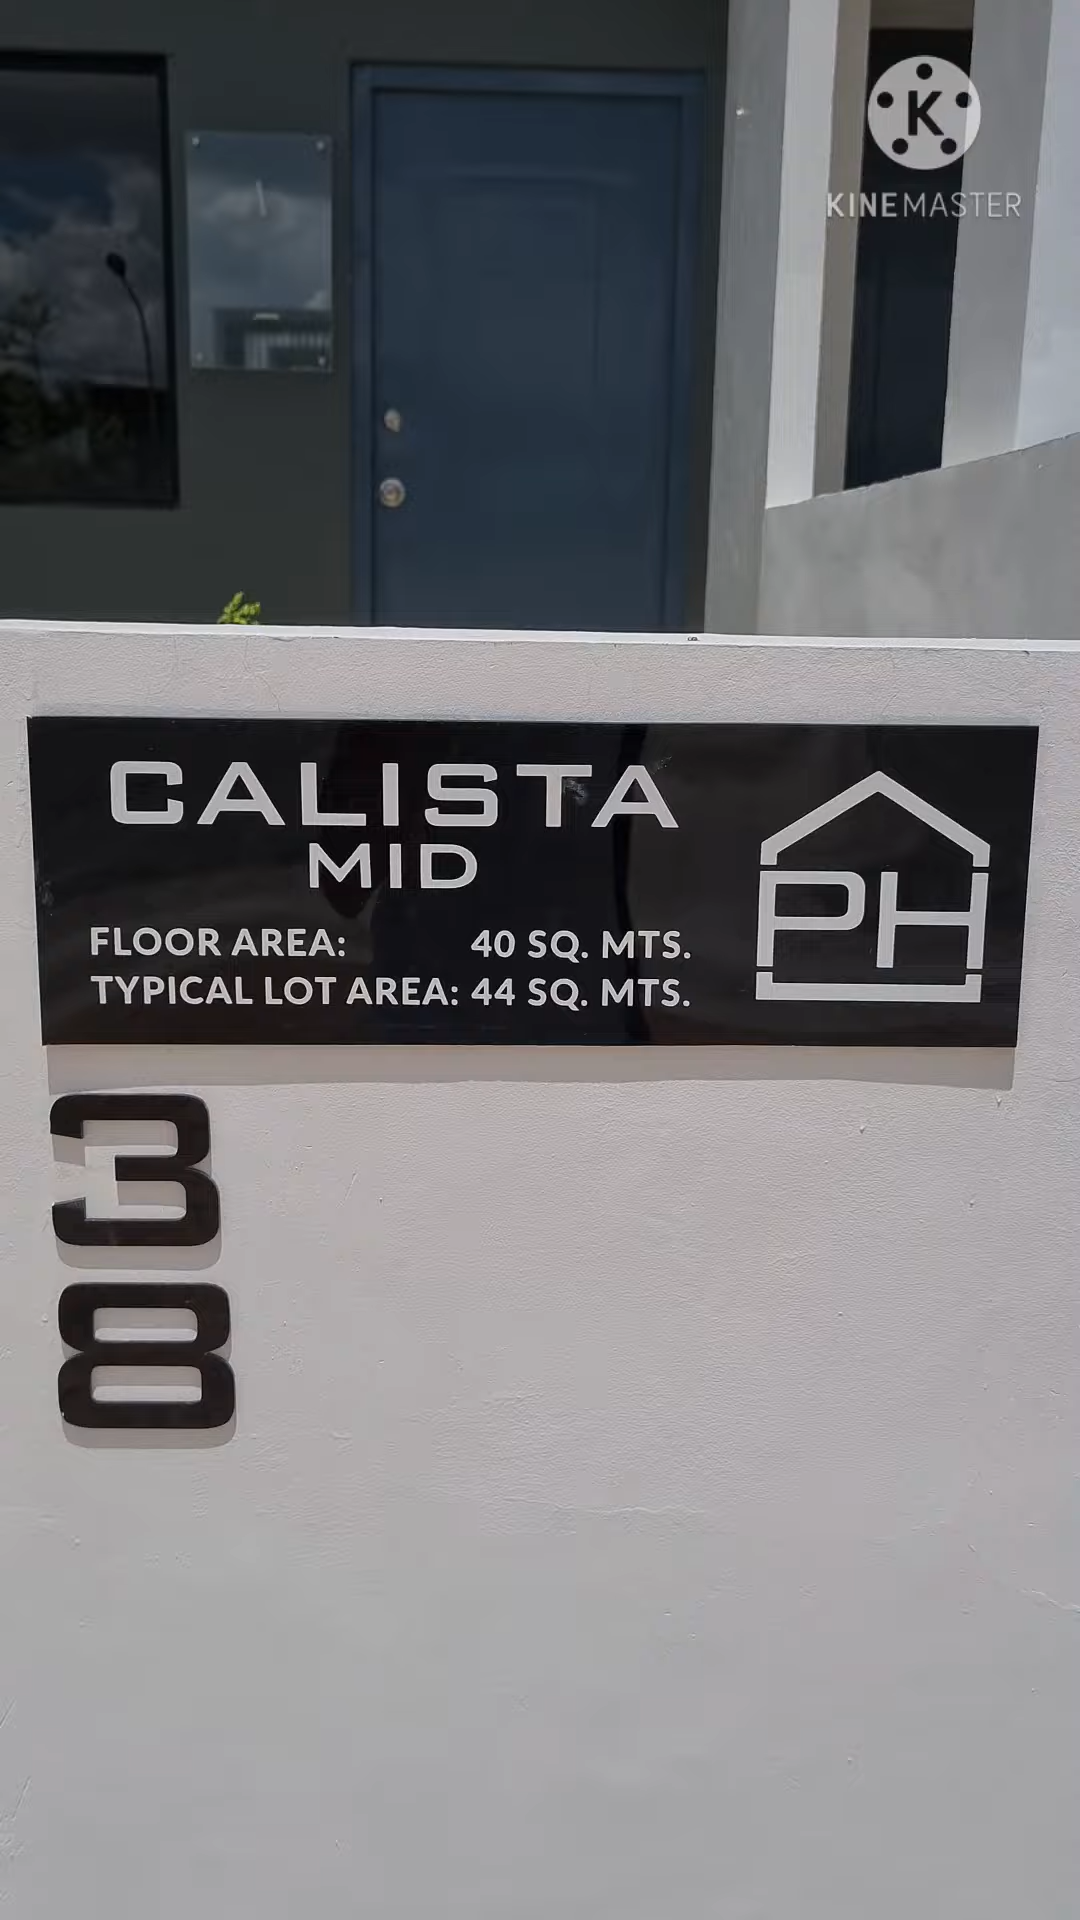 K
KINEMASTER
CALISTA
MID
FLOOR AREA: 40 SQ. MTS.
TYPICAL LOT AREA: 44 SQ. MTS.
PH
3
8